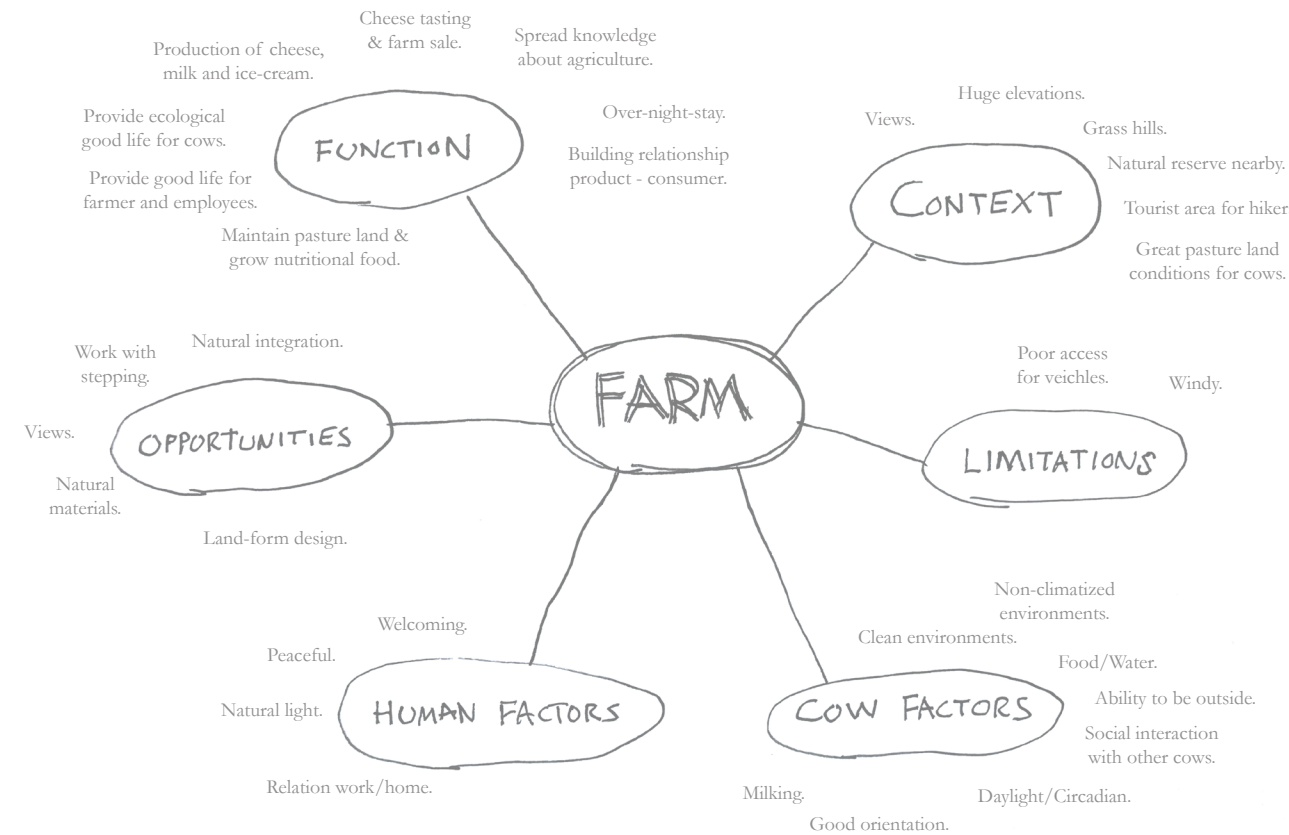 Cheese tasting
& farm sale.
Spread knowledge
about agriculture.
Production of cheese,
milk and ice-cream.
Provide ecological
good life for cows.
Over-night-stay.
FUNCTION
Building relationship
product - consumer.
Provide good life for
farmer and employees.
Maintain pasture land &
grow nutritional food.
Huge elevations.
Views.
Grass hills.
Natural reserve nearby.
CONTEXT
Tourist area for hiker
Great pasture land
conditions for cows.
FARM
Natural integration.
Work with
stepping.
Views.
OPPORTUNITIES
Natural
materials.
Land-form design.
Poor access
for veichles.
Windy.
LIMITATIONS
Welcoming.
Peaceful.
Natural light.
HUMAN FACTORS
Relation work/home.
Non-climatized
environments.
Clean environments.
Food/Water.
COW FACTORS
Ability to be outside.
Social interaction
with other cows.
Milking.
Daylight/Circadian.
Good orientation.